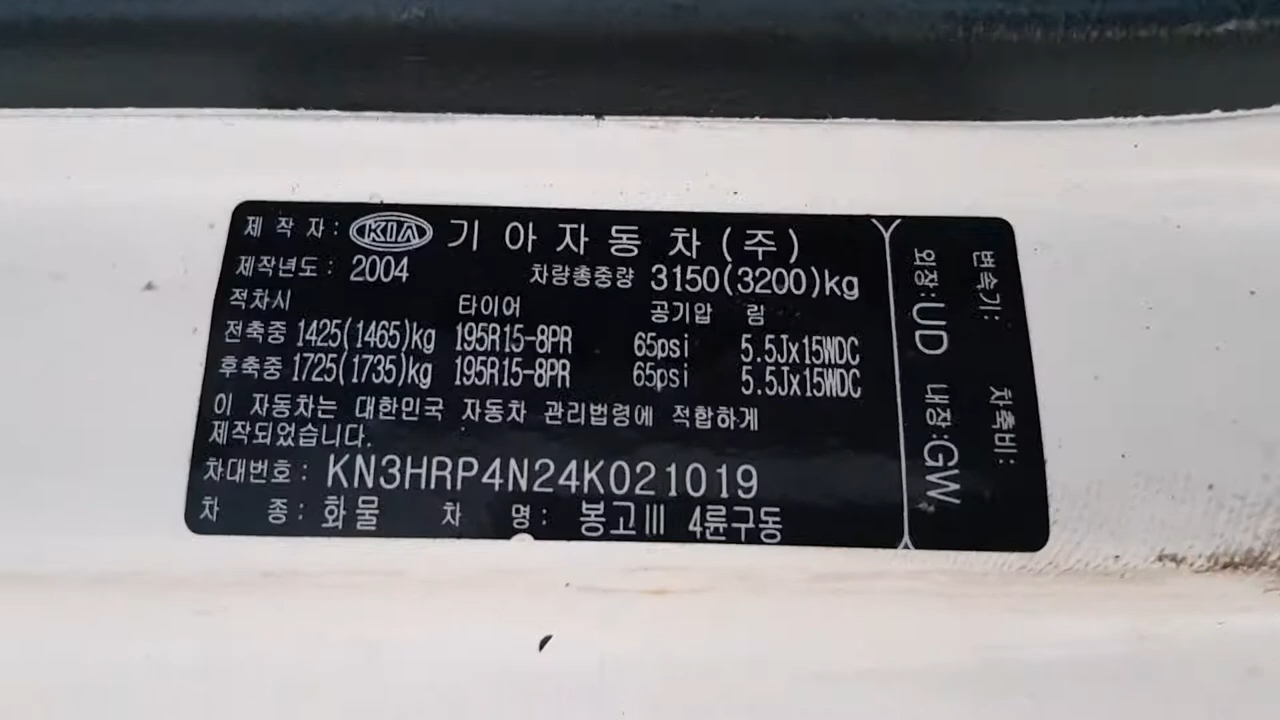 제 작 자 : KIA 기 아 자 동 차 (주)
제작년도 : 2004 차량총중량 3150(3200)kg
적차시 타이어 공기압 림
전축중 1425(1465)kg 195R15-8PR 65psi 5.5Jx15WDC
후축중 1725(1735)kg 195R15-8PR 65psi 5.5Jx15WDC
이 자동차는 대한민국 자동차 관리법령에 적합하게
제작되었습니다.
차대번호 : KN3HRP4N24K021019
차 종 : 화물 차 명 : 봉고Ⅲ 4륜구동
변속기: 차축비:
외장:UD 내장:GW